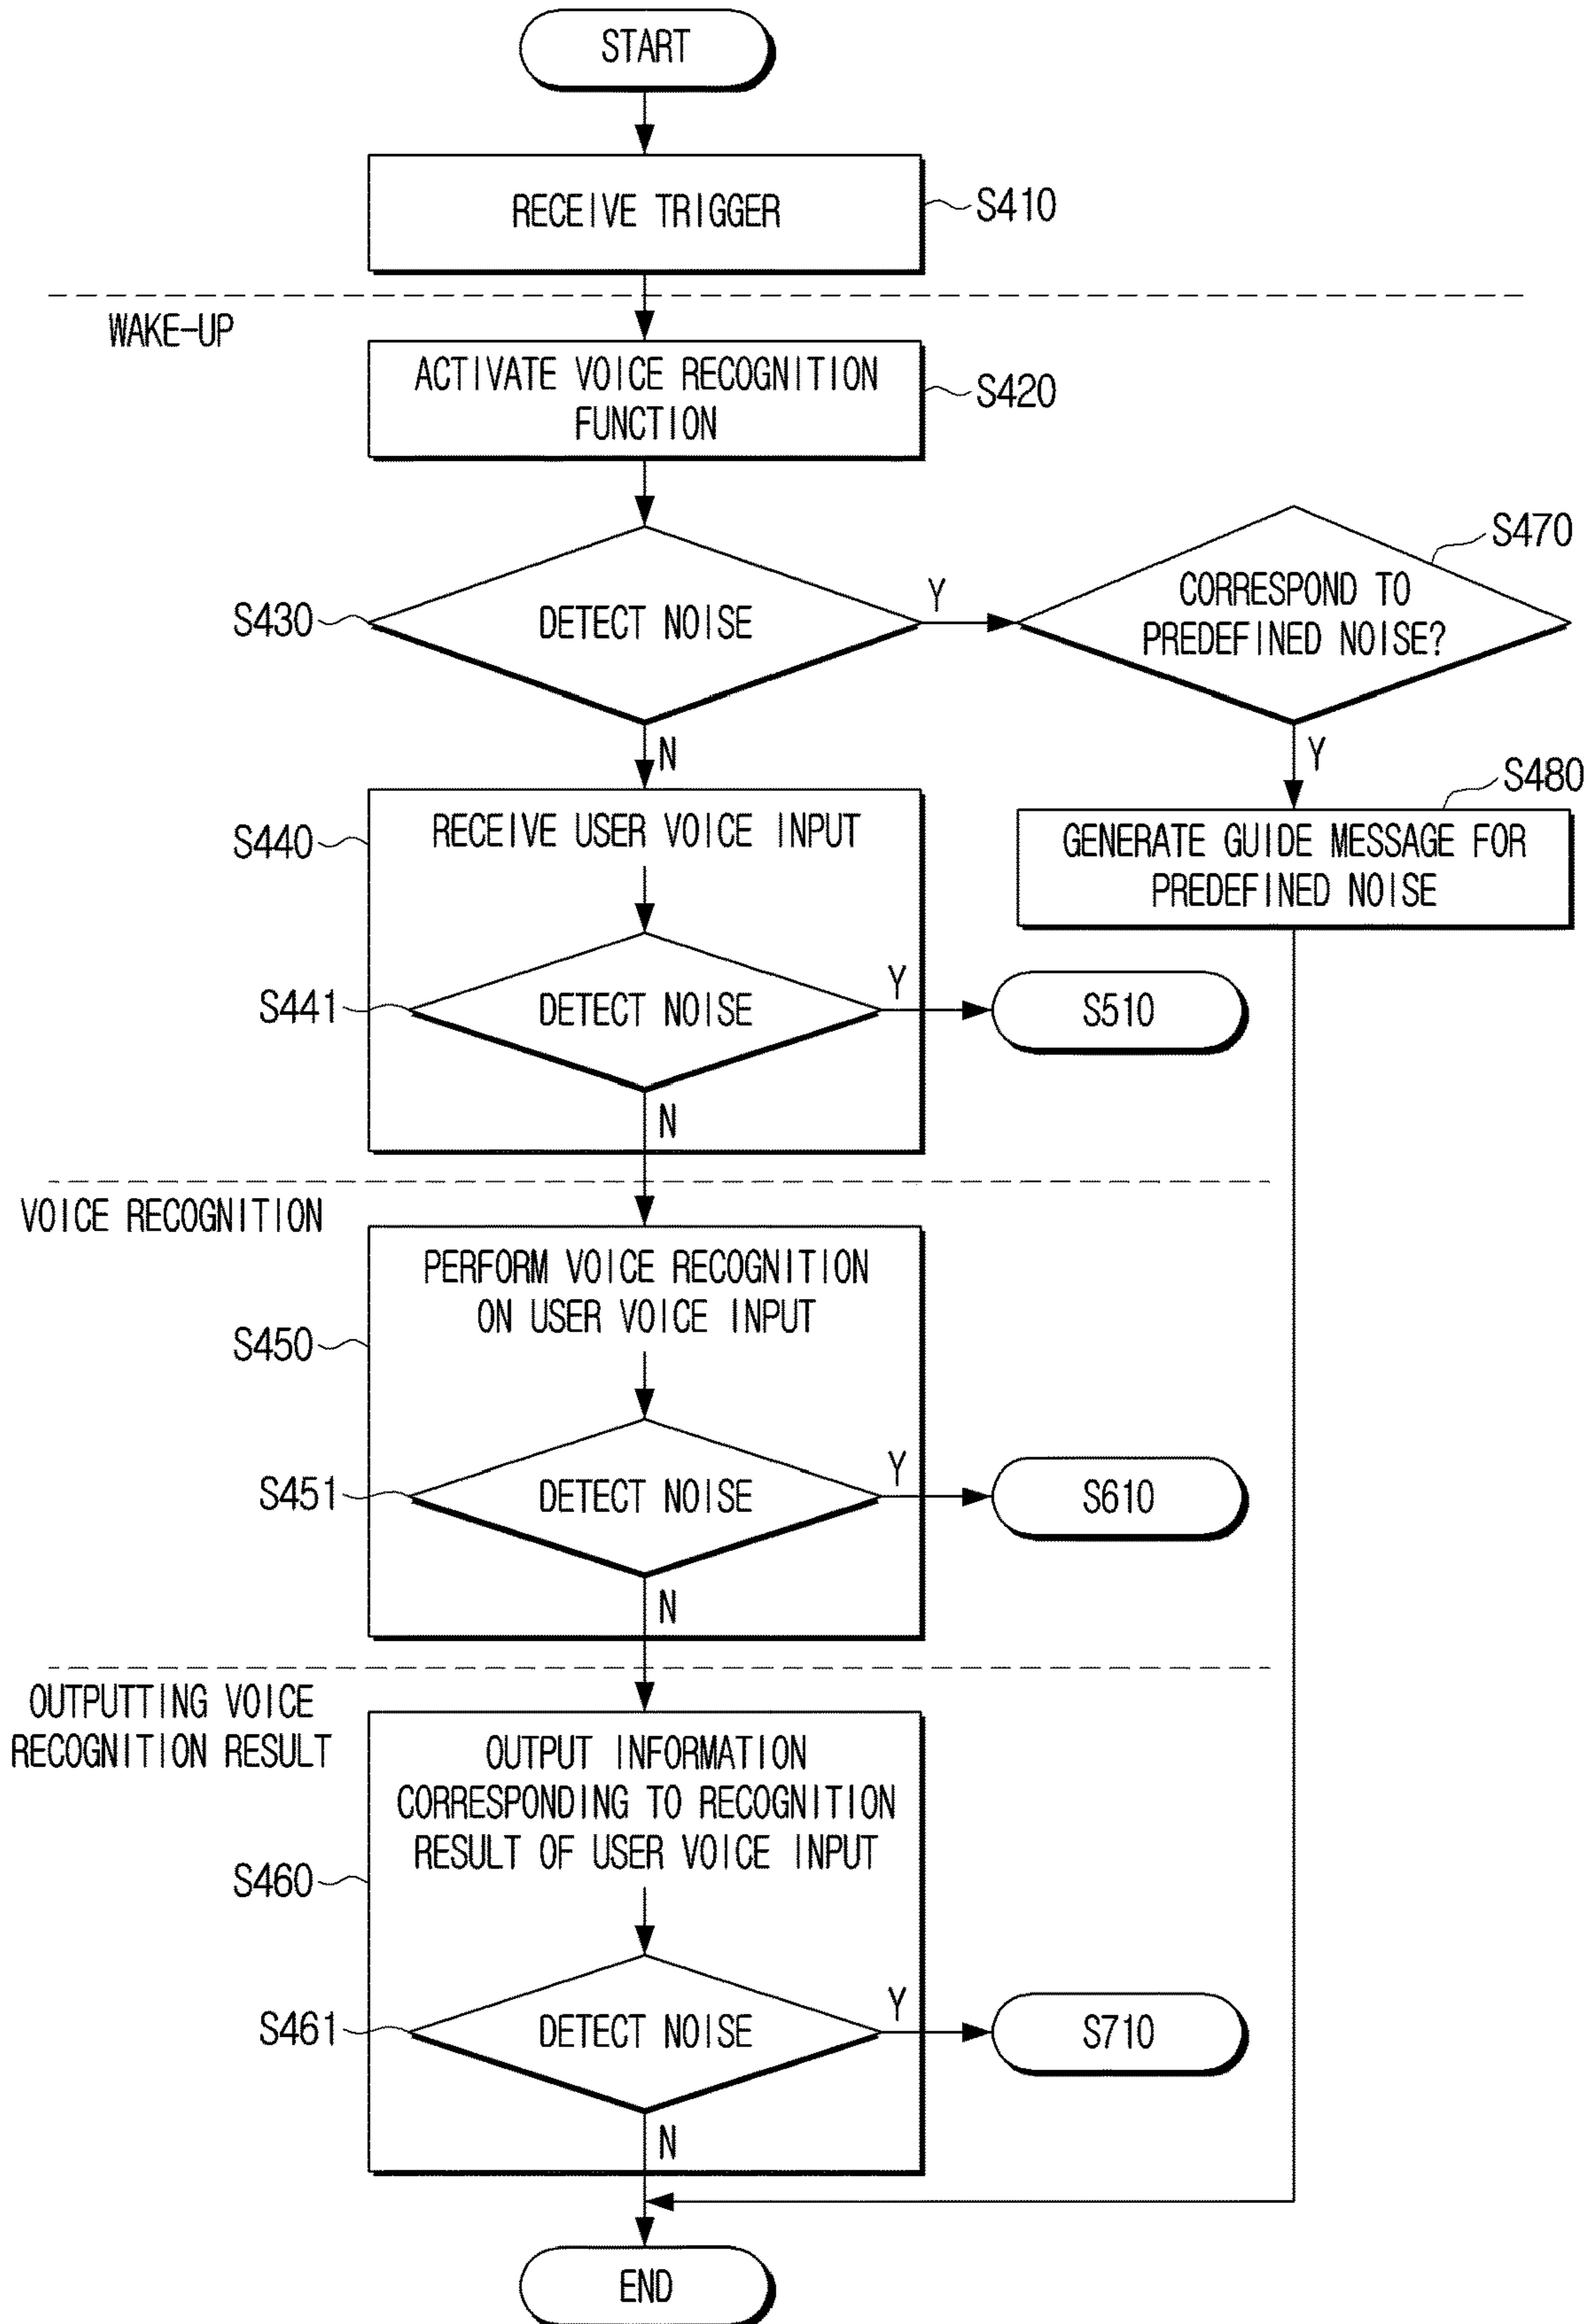 START
RECEIVE TRIGGER
S410
WAKE-UP
ACTIVATE VOICE RECOGNITION
FUNCTION
S420
S430
DETECT NOISE
Y
S470
CORRESPOND TO
PREDEFINED NOISE?
N
Y
S480
GENERATE GUIDE MESSAGE FOR
PREDEFINED NOISE
S440
RECEIVE USER VOICE INPUT
S441
DETECT NOISE
Y
S510
N
VOICE RECOGNITION
PERFORM VOICE RECOGNITION
ON USER VOICE INPUT
S450
S451
DETECT NOISE
Y
S610
N
OUTPUTTING VOICE
RECOGNITION RESULT
OUTPUT INFORMATION
CORRESPONDING TO RECOGNITION
RESULT OF USER VOICE INPUT
S460
S461
DETECT NOISE
Y
S710
N
END